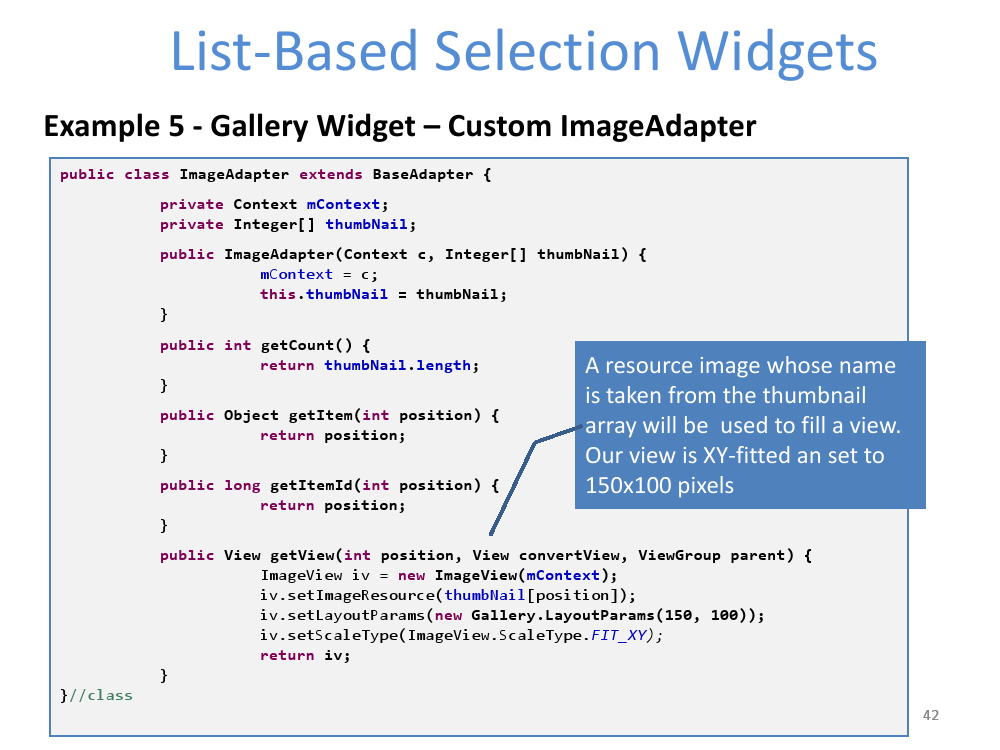 List-Based Selection Widgets
Example 5 - Gallery Widget – Custom ImageAdapter
public class ImageAdapter extends BaseAdapter {
private Context mContext;
private Integer[] thumbNail;
public ImageAdapter(Context c, Integer[] thumbNail) {
mContext = c;
this.thumbNail = thumbNail;
}
public int getCount() {
return thumbNail.length;
}
public Object getItem(int position) {
return position;
}
public long getItemId(int position) {
return position;
}
public View getView(int position, View convertView, ViewGroup parent) {
ImageView iv = new ImageView(mContext);
iv.setImageResource(thumbNail[position]);
iv.setLayoutParams(new Gallery.LayoutParams(150, 100));
iv.setScaleType(ImageView.ScaleType.FIT_XY);
return iv;
}
}//class
A resource image whose name
is taken from the thumbnail
array will be  used to fill a view.
Our view is XY-fitted an set to
150x100 pixels
42